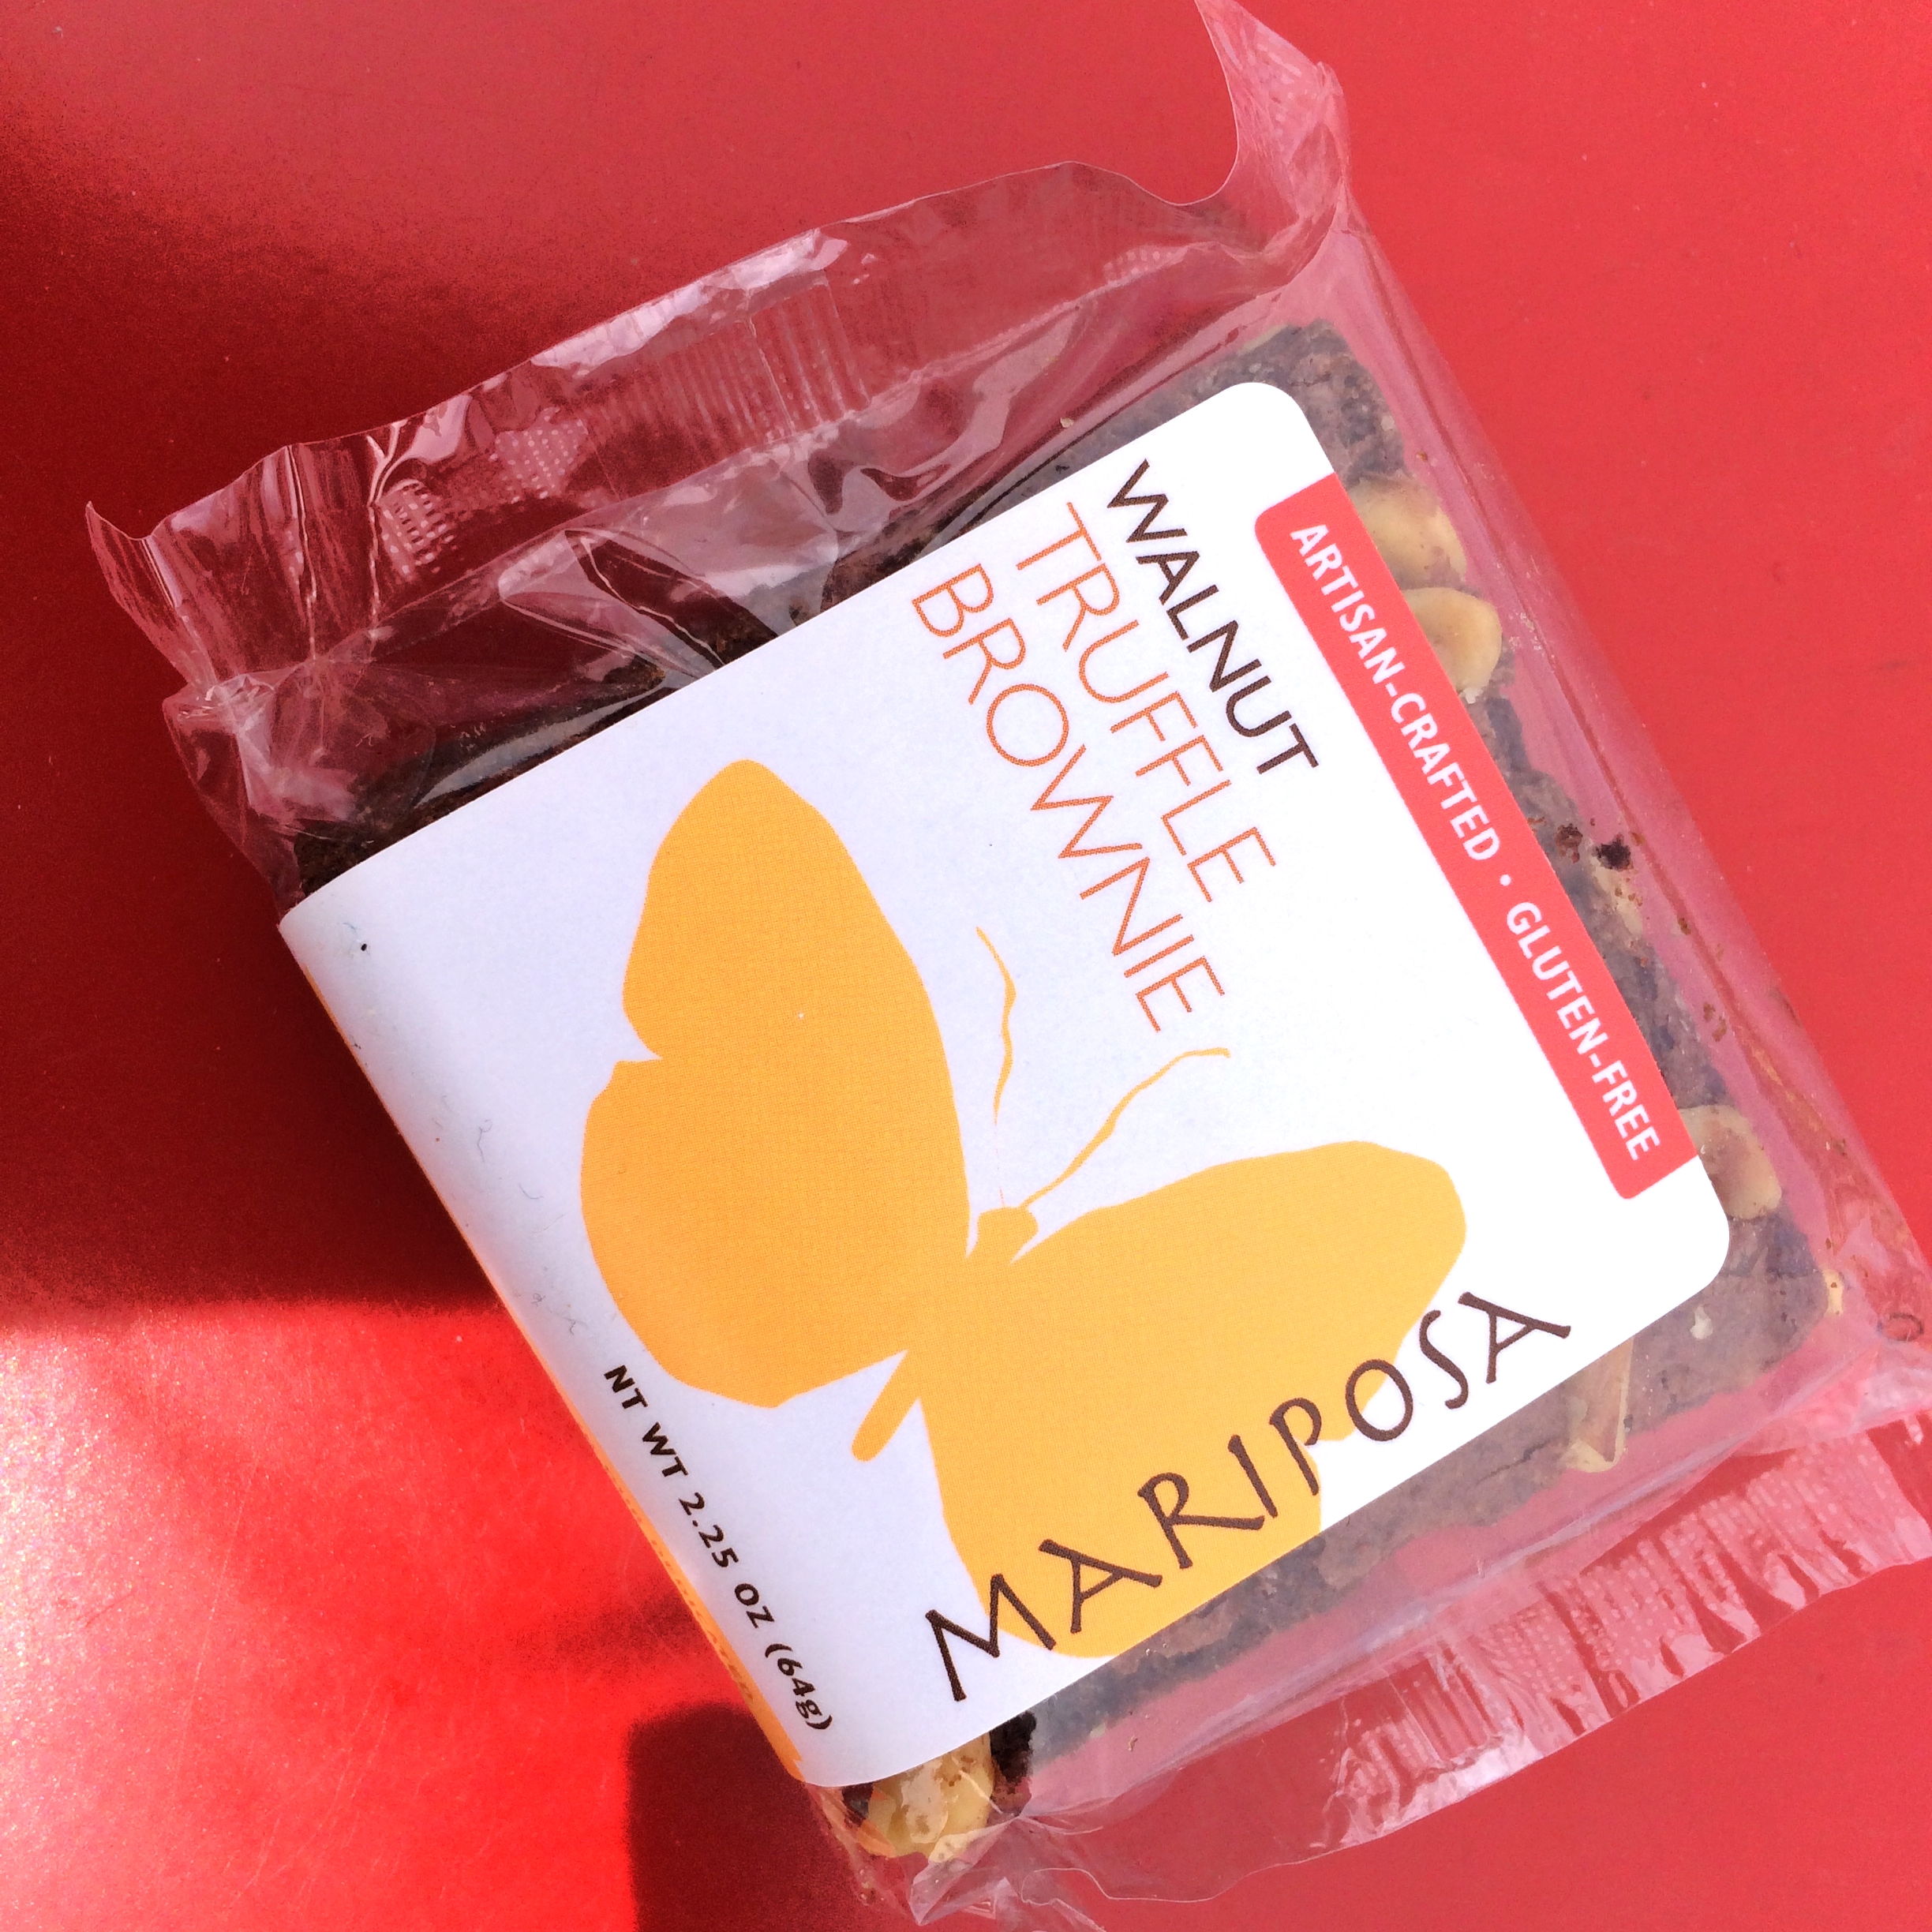 ARTISAN-CRAFTED • GLUTEN-FREE
WALNUT
TRUFFLE
BROWNIE
MARIPOSA
NT WT 2.25 OZ (64g)